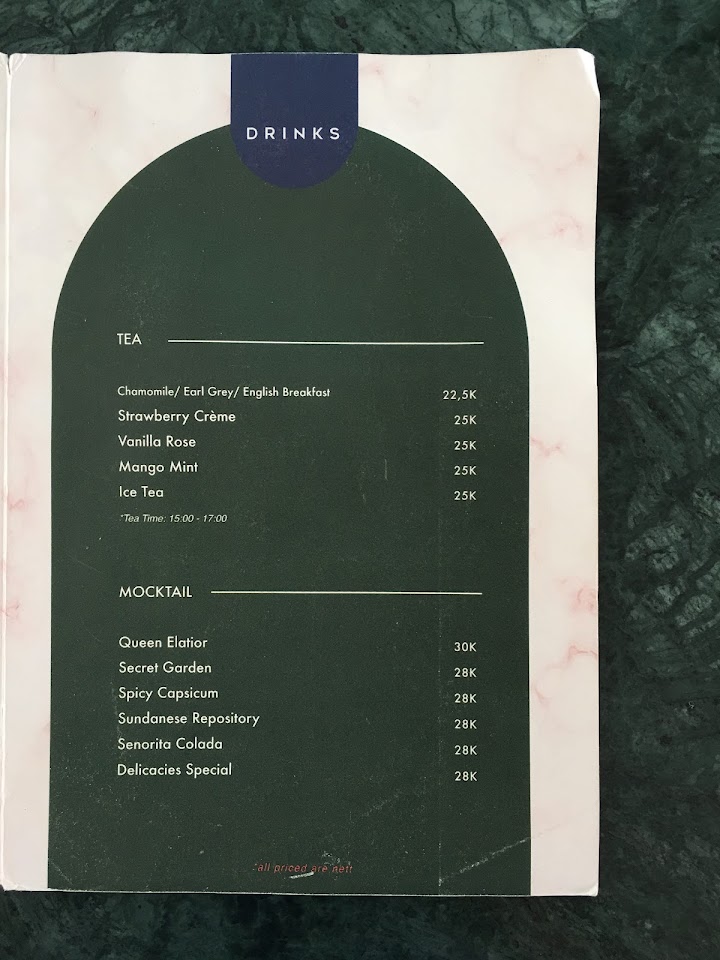 DRINKS
TEA
Chamomile/ Earl Grey/ English Breakfast 22,5K
Strawberry Crème 25K
Vanilla Rose 25K
Mango Mint 25K
Ice Tea 25K
*Tea Time: 15:00 - 17:00
MOCKTAIL
Queen Elatior 30K
Secret Garden 28K
Spicy Capsicum 28K
Sundanese Repository 28K
Senorita Colada 28K
Delicacies Special 28K
*all priced are nett